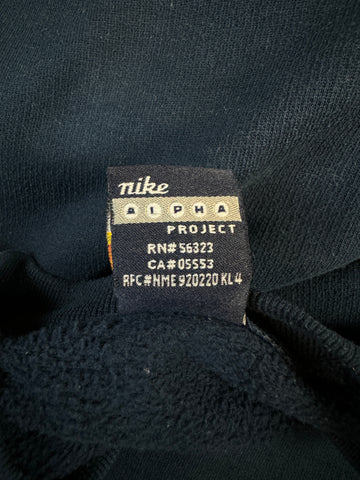 nike
ALPHA
PROJECT
RN# 56323
CA# 05553
RFC#NME 920220 KL4